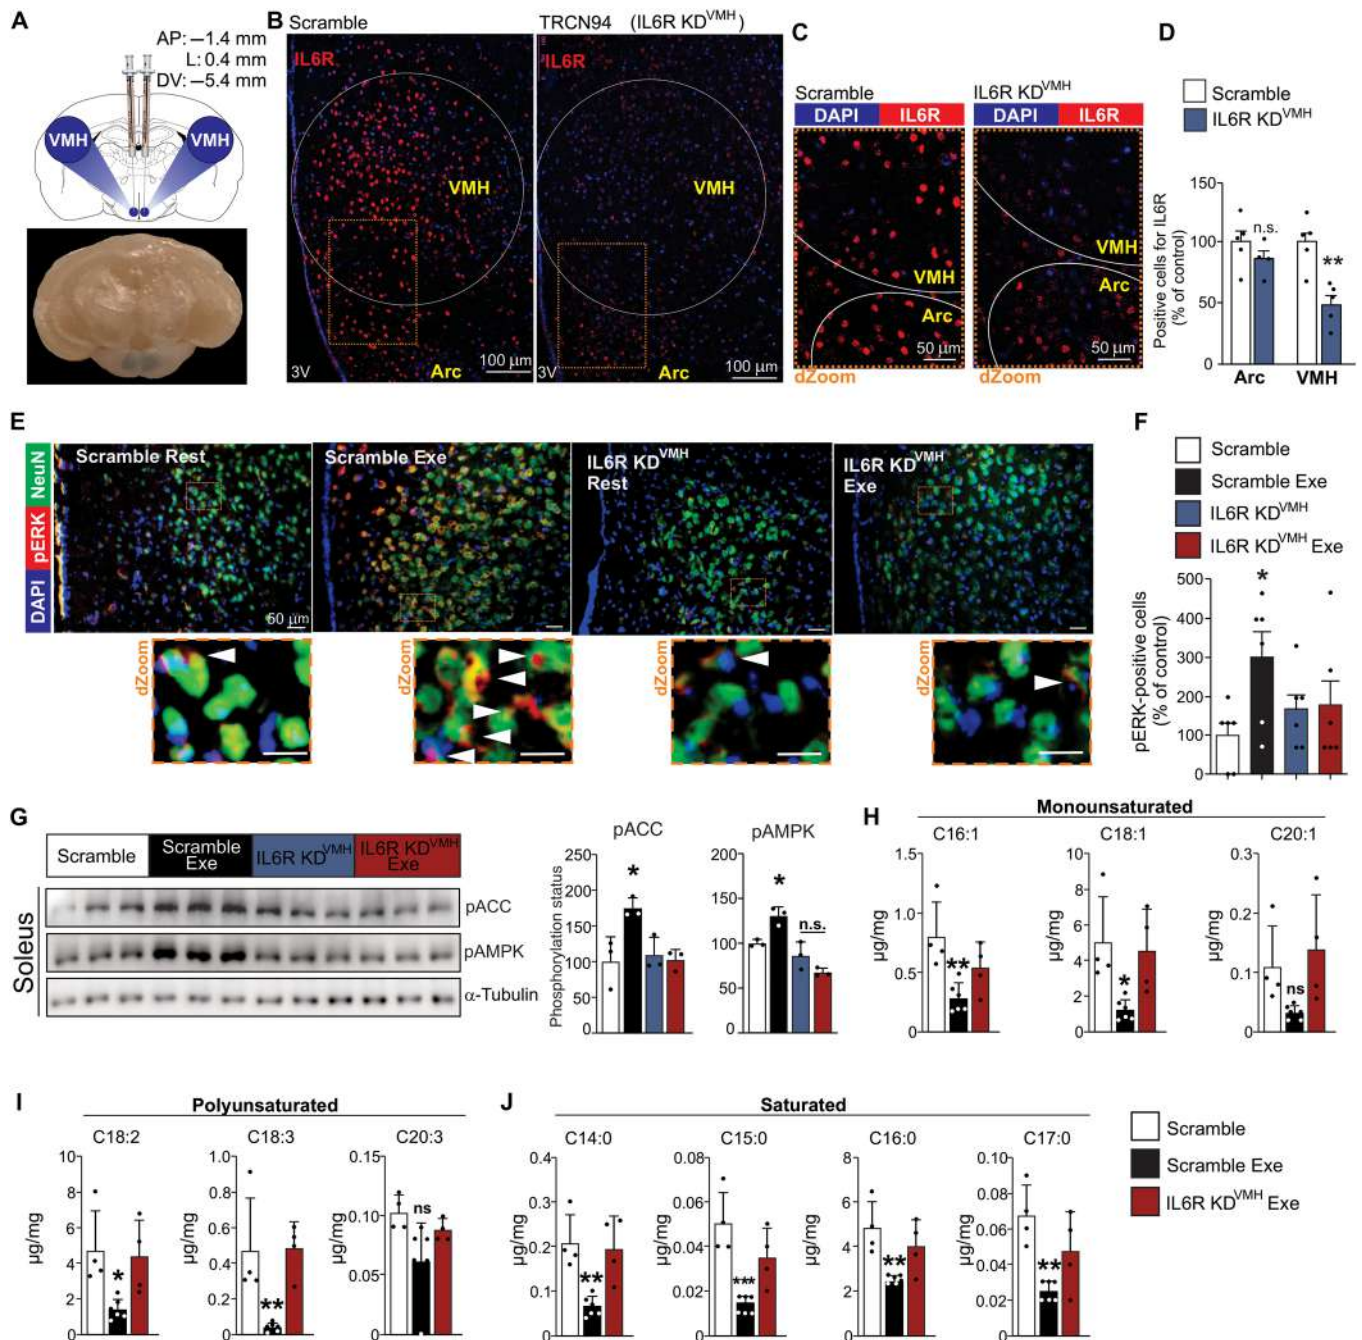 A
AP: –1.4 mm
L: 0.4 mm
DV: –5.4 mm
VMH VMH
B
Scramble TRCN94 (IL6R KD^VMH)
IL6R IL6R
VMH VMH
Arc Arc
3V 100 µm 3V 100 µm
C
Scramble IL6R KD^VMH
DAPI IL6R DAPI IL6R
VMH VMH
Arc Arc
50 µm 50 µm
dZoom dZoom
D
Scramble
IL6R KD^VMH
Positive cells for IL6R
(% of control)
150
100
50
0
n.s. **
Arc VMH
E
DAPI pERK NeuN
Scramble Rest
Scramble Exe
IL6R KD^VMH
Rest
IL6R KD^VMH
Exe
50 µm
dZoom dZoom dZoom dZoom
F
Scramble
Scramble Exe
IL6R KD^VMH
IL6R KD^VMH Exe
pERK-positive cells
(% of control)
500
400
300
200
100
0
*
G
Soleus
Scramble
Scramble
Exe
IL6R KD^VMH
IL6R KD^VMH
Exe
pACC
pAMPK
α-Tubulin
Phosphorylation status
pACC
250
200
150
100
50
0
*
pAMPK
200
150
100
50
0
*
n.s.
H
Monounsaturated
C16:1
µg/mg
1.5
1.0
0.5
0
**
C18:1
µg/mg
10
8
6
4
2
0
*
C20:1
µg/mg
0.3
0.2
0.1
0
ns
I
Polyunsaturated
C18:2
µg/mg
10
8
6
4
2
0
*
C18:3
µg/mg
1.0
0.8
0.6
0.4
0.2
0
**
C20:3
µg/mg
0.15
0.10
0.05
0
ns
J
Saturated
C14:0
µg/mg
0.4
0.3
0.2
0.1
0
**
C15:0
µg/mg
0.08
0.06
0.04
0.02
0
***
C16:0
µg/mg
8
6
4
2
0
**
C17:0
µg/mg
0.10
0.08
0.06
0.04
0.02
0
**
Scramble
Scramble Exe
IL6R KD^VMH Exe